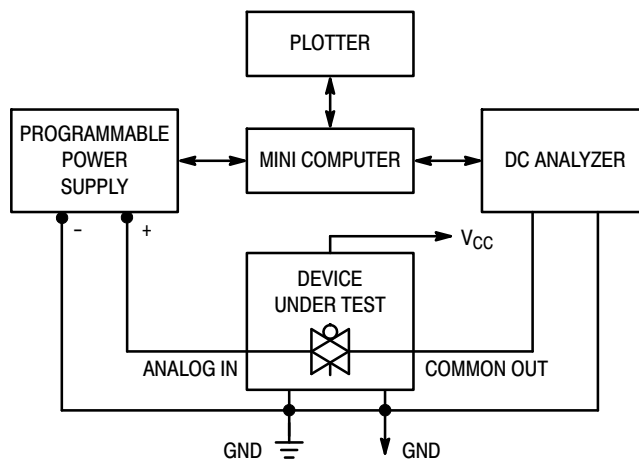 PLOTTER
PROGRAMMABLE
POWER
SUPPLY
MINI COMPUTER
DC ANALYZER
− +
VCC
DEVICE
UNDER TEST
ANALOG IN
COMMON OUT
GND
GND